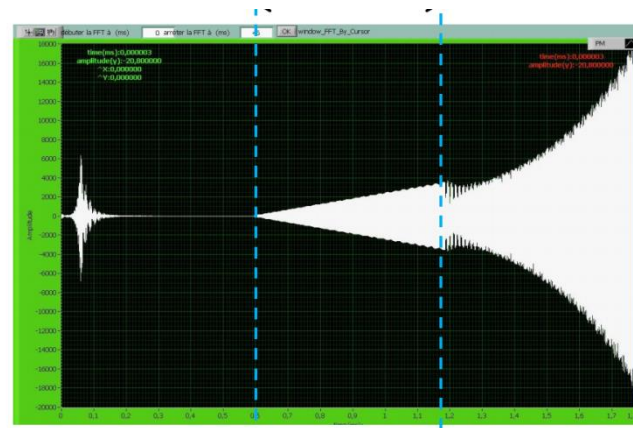 débuter la FFT à (ms) 0 arrêter la FFT à (ms) OK window_FFT_By_Cursor
PM
time(ms):0,000003
amplitude(y):-20,800000
^X:0,000000
^Y:0,000000
time(ms):0,000003
amplitude(y):-20,800000
18000
16000
14000
12000
10000
8000
6000
4000
2000
0
-2000
-4000
-6000
-8000
-10000
-12000
-14000
-16000
-18000
-20000
Amplitude
0 0,1 0,2 0,3 0,4 0,5 0,6 0,7 0,8 0,9 1 1,1 1,2 1,3 1,4 1,5 1,6 1,7